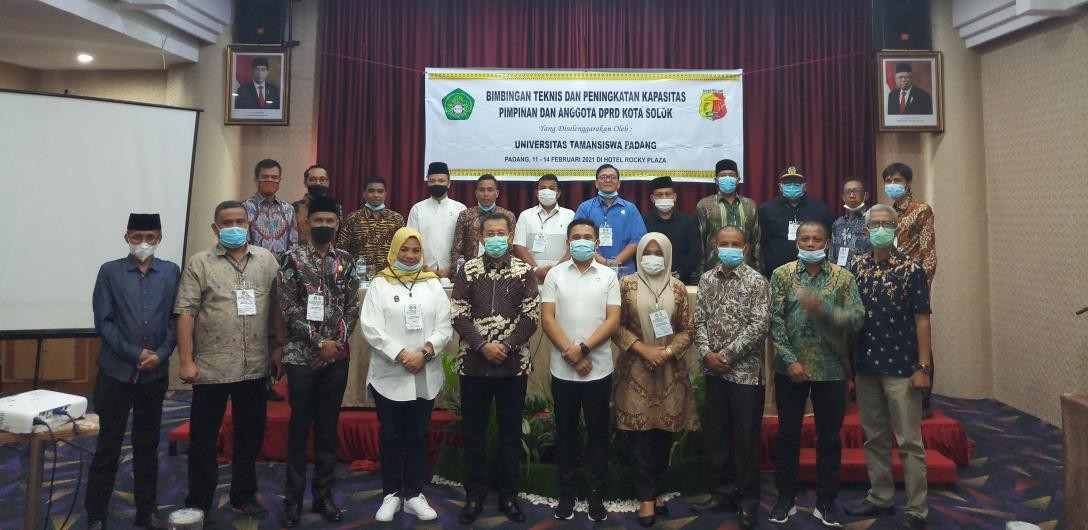 BIMBINGAN TEKNIS DAN PENINGKATAN KAPASITAS
PIMPINAN DAN ANGGOTA DPRD KOTA SOLOK
Yang Diselenggarakan Oleh :
UNIVERSITAS TAMANSISWA PADANG
PADANG, 11 - 14 FEBRUARI 2021 DI HOTEL ROCKY PLAZA